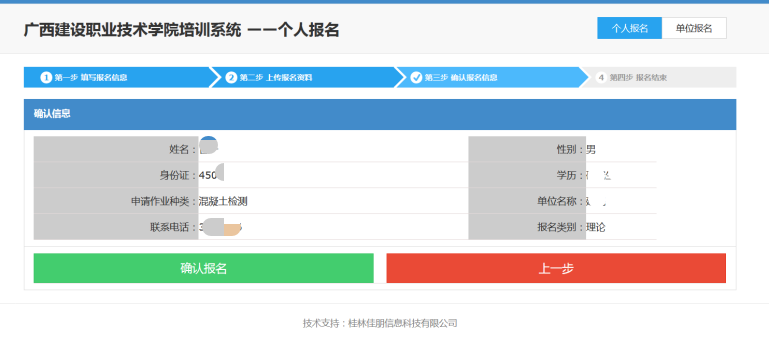 广西建设职业技术学院培训系统 ——个人报名
个人报名 单位报名
1 第一步 填写报名信息 2 第二步 上传报名资料 第三步 确认报名信息 4 第四步 报名结束
确认信息
姓名： 性别：男
身份证：450 学历：
申请作业种类：混凝土检测 单位名称：
联系电话：3 报名类别：理论
确认报名 上一步
技术支持：桂林佳朋信息科技有限公司